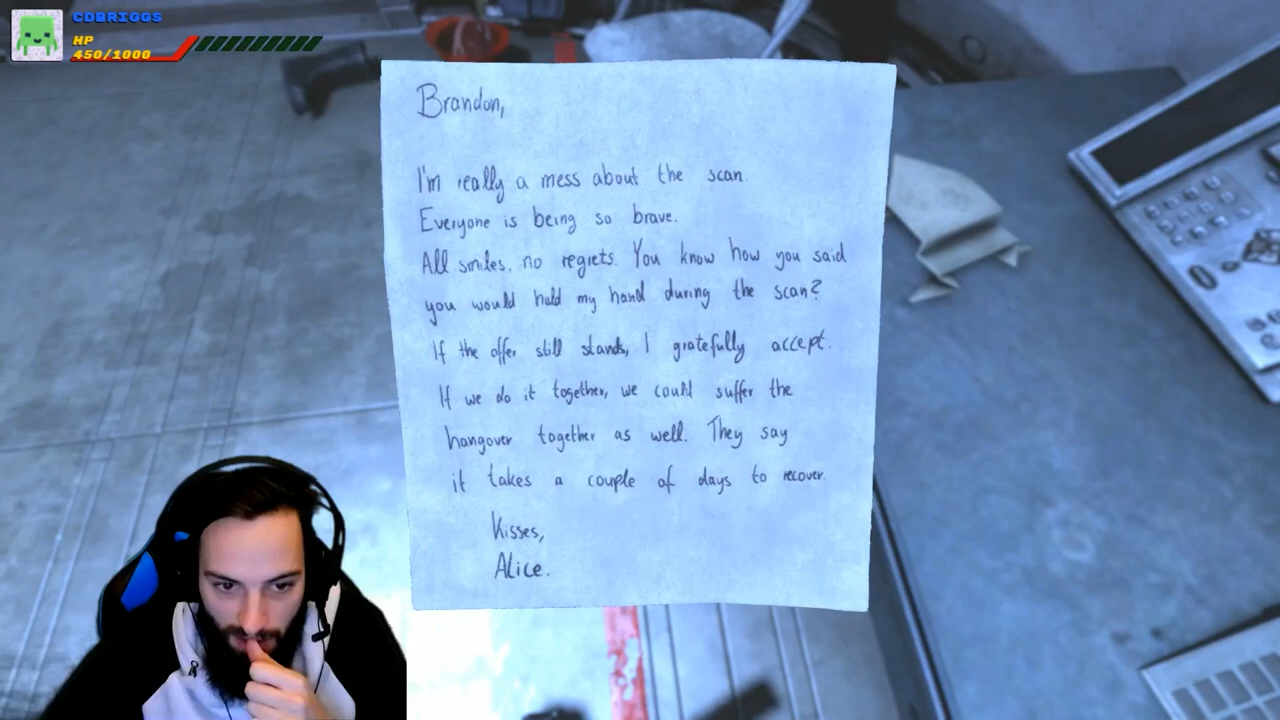 CDBRIGGS
HP
450/1000
Brandon,
I'm really a mess about the scan.
Everyone is being so brave.
All smiles, no regrets. You know how you said
you would hold my hand during the scan?
If the offer still stands, I gratefully accept.
If we do it together, we could suffer the
hangover together as well. They say
it takes a couple of days to recover.
Kisses,
Alice.